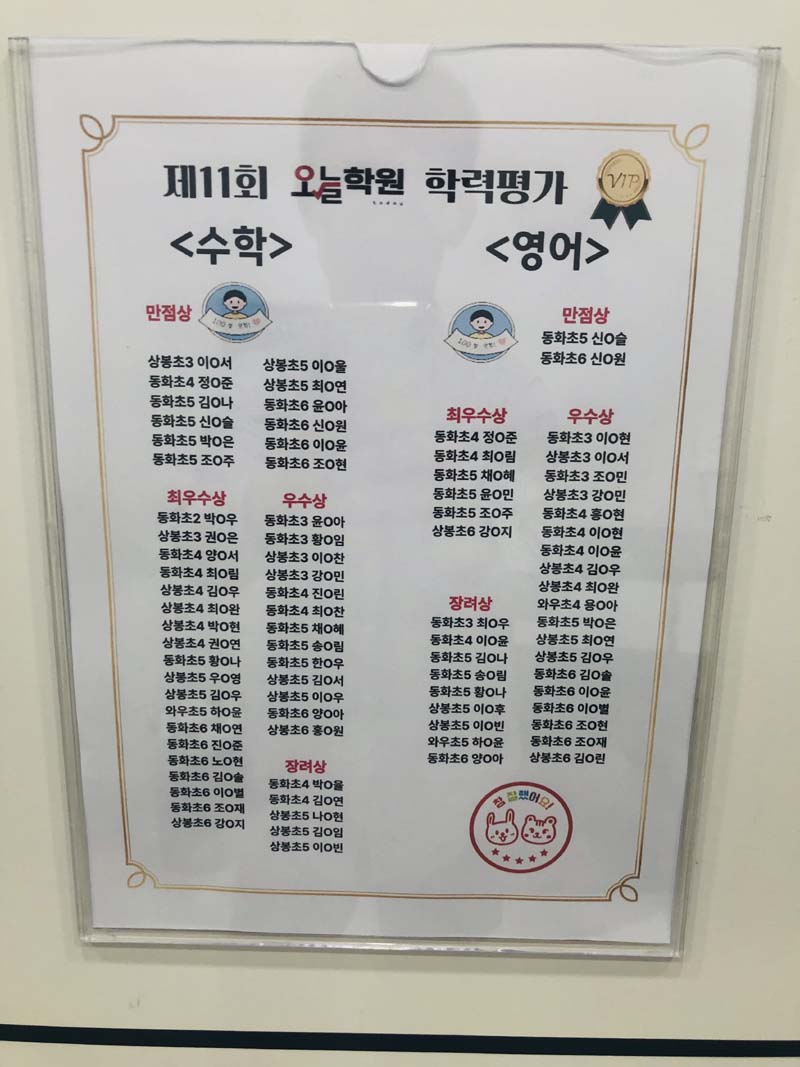 제11회 오늘학원 학력평가
today
VIP
<수학>
만점상
100점 만점!
상봉초3 이O서
동화초4 정O준
동화초5 김O나
동화초5 신O슬
동화초5 박O은
동화초5 조O주
상봉초5 이O울
상봉초5 최O연
동화초6 윤O아
동화초6 신O원
동화초6 이O윤
동화초6 조O현
최우수상
동화초2 박O우
상봉초3 권O은
동화초4 양O서
동화초4 최O림
상봉초4 김O우
상봉초4 최O완
상봉초4 박O현
상봉초4 권O연
동화초5 황O나
상봉초5 우O영
상봉초5 김O우
와우초5 하O윤
동화초6 채O연
동화초6 진O준
동화초6 노O현
동화초6 김O솔
동화초6 이O별
동화초6 조O재
상봉초6 강O지
우수상
동화초3 윤O아
동화초3 황O임
상봉초3 이O찬
상봉초3 강O민
동화초4 진O린
동화초4 최O찬
동화초5 채O혜
동화초5 송O림
동화초5 한O우
상봉초5 김O서
상봉초5 이O우
동화초6 양O아
상봉초6 홍O원
장려상
동화초4 박O율
동화초4 김O연
상봉초5 나O현
상봉초5 김O임
상봉초5 이O빈
<영어>
만점상
100점 만점!
동화초5 신O슬
동화초6 신O원
최우수상
동화초4 정O준
동화초4 최O림
동화초5 채O혜
동화초5 윤O민
동화초5 조O주
상봉초6 강O지
우수상
동화초3 이O현
상봉초3 이O서
동화초3 조O민
상봉초3 강O민
동화초4 홍O현
동화초4 이O현
동화초4 이O윤
상봉초4 김O우
상봉초4 최O완
와우초4 용O아
동화초5 박O은
상봉초5 최O연
상봉초5 김O우
동화초6 김O솔
동화초6 이O윤
동화초6 이O별
동화초6 조O현
동화초6 조O재
상봉초6 김O린
장려상
동화초3 최O우
동화초4 이O윤
동화초5 김O나
동화초5 송O림
동화초5 황O나
상봉초5 이O후
상봉초5 이O빈
와우초5 하O윤
동화초6 양O아
참 잘했어요!